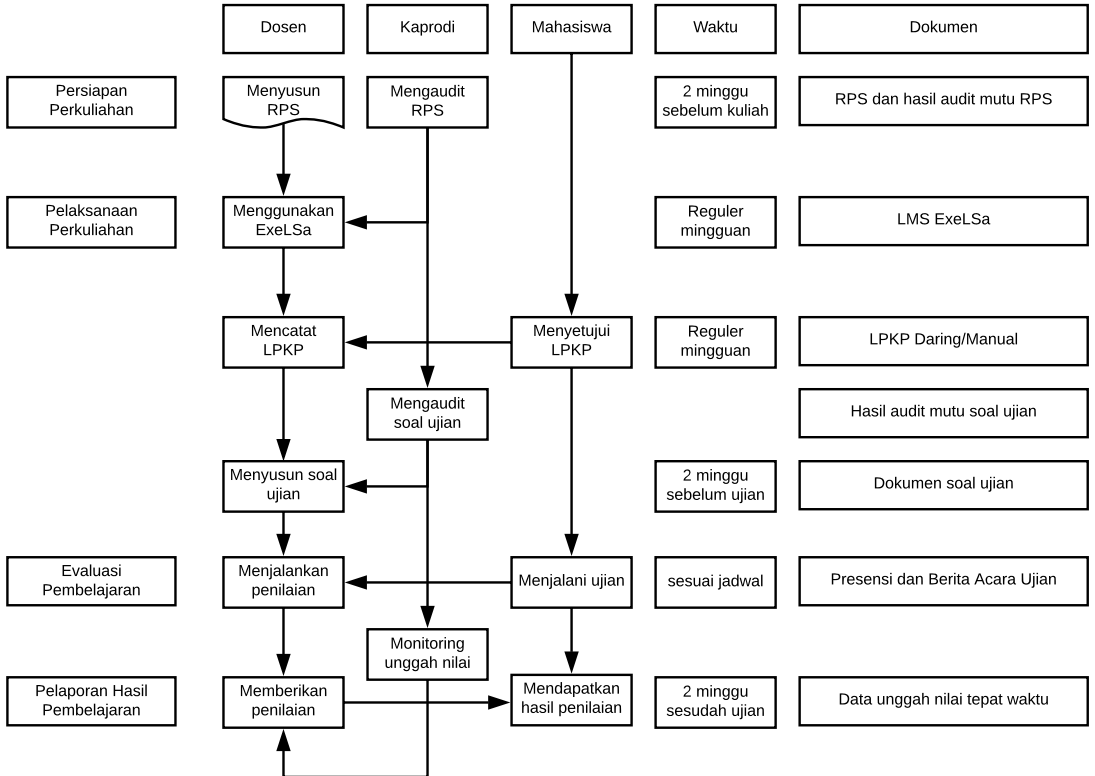 Dosen
Kaprodi
Mahasiswa
Waktu
Dokumen
Persiapan
Perkuliahan
Menyusun
RPS
Mengaudit
RPS
2 minggu
sebelum kuliah
RPS dan hasil audit mutu RPS
Pelaksanaan
Perkuliahan
Menggunakan
ExeLSa
Reguler
mingguan
LMS ExeLSa
Mencatat
LPKP
Menyetujui
LPKP
Reguler
mingguan
LPKP Daring/Manual
Mengaudit
soal ujian
Hasil audit mutu soal ujian
Menyusun soal
ujian
2 minggu
sebelum ujian
Dokumen soal ujian
Evaluasi
Pembelajaran
Menjalankan
penilaian
Menjalani ujian
sesuai jadwal
Presensi dan Berita Acara Ujian
Monitoring
unggah nilai
Pelaporan Hasil
Pembelajaran
Memberikan
penilaian
Mendapatkan
hasil penilaian
2 minggu
sesudah ujian
Data unggah nilai tepat waktu